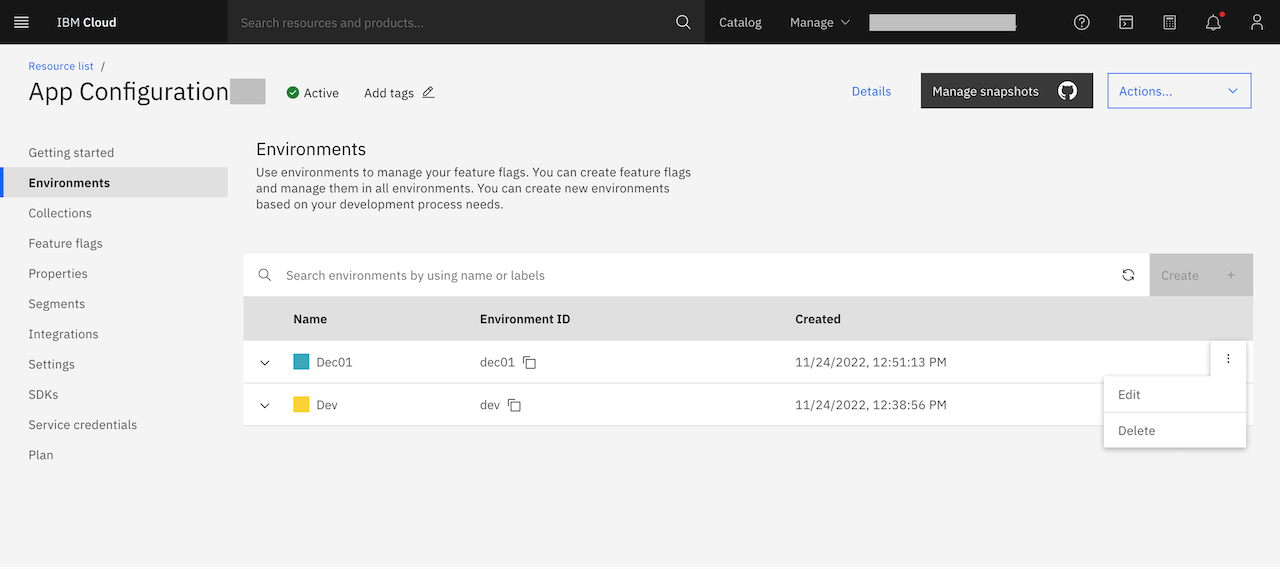 IBM Cloud
Search resources and products...
Catalog
Manage
Resource list /
App Configuration
Active
Add tags
Details
Manage snapshots
Actions...
Getting started
Environments
Collections
Feature flags
Properties
Segments
Integrations
Settings
SDKs
Service credentials
Plan
Environments
Use environments to manage your feature flags. You can create feature flags
and manage them in all environments. You can create new environments
based on your development process needs.
Search environments by using name or labels
Create +
Name Environment ID Created
Dec01 dec01 11/24/2022, 12:51:13 PM
Dev dev 11/24/2022, 12:38:56 PM
Edit
Delete